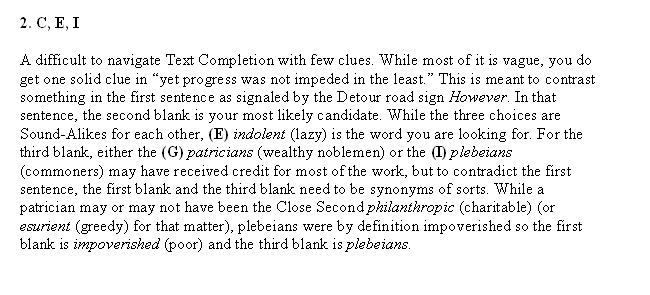 2. C, E, I
A difficult to navigate Text Completion with few clues. While most of it is vague, you do
get one solid clue in “yet progress was not impeded in the least.” This is meant to contrast
something in the first sentence as signaled by the Detour road sign However. In that
sentence, the second blank is your most likely candidate. While the three choices are
Sound-Alikes for each other, (E) indolent (lazy) is the word you are looking for. For the
third blank, either the (G) patricians (wealthy noblemen) or the (I) plebeians
(commoners) may have received credit for most of the work, but to contradict the first
sentence, the first blank and the third blank need to be synonyms of sorts. While a
patrician may or may not have been the Close Second philanthropic (charitable) (or
esurient (greedy) for that matter), plebeians were by definition impoverished so the first
blank is impoverished (poor) and the third blank is plebeians.